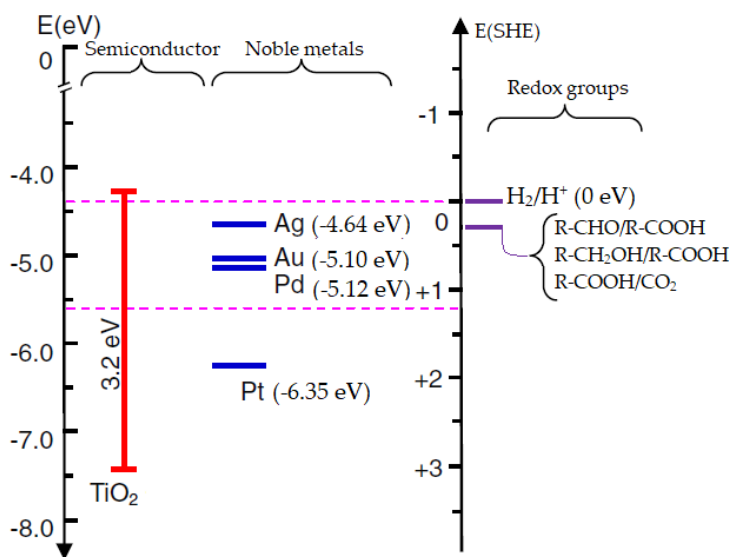 E(eV)
Semiconductor
Noble metals
E(SHE)
0
Redox groups
-1
-4.0
H₂/H⁺ (0 eV)
Ag (-4.64 eV)
0
R-CHO/R-COOH
Au (-5.10 eV)
R-CH₂OH/R-COOH
-5.0
Pd (-5.12 eV)
+1
R-COOH/CO₂
3.2 eV
-6.0
Pt (-6.35 eV)
+2
-7.0
+3
TiO₂
-8.0